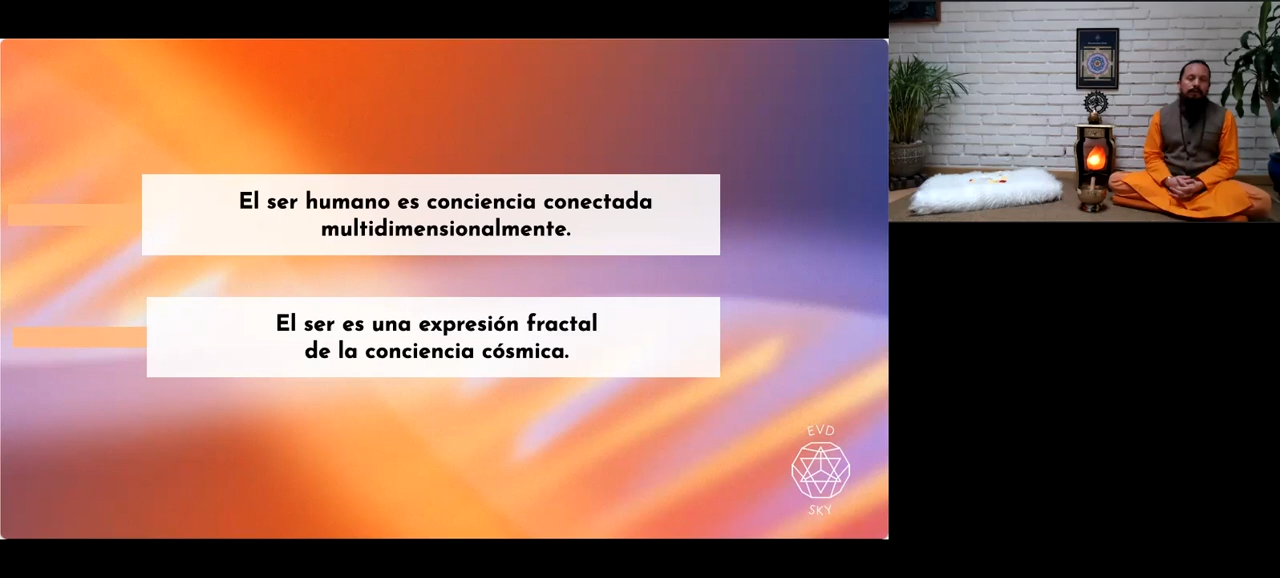 El ser humano es conciencia conectada
multidimensionalmente.
El ser es una expresión fractal
de la conciencia cósmica.
EVD
SKY